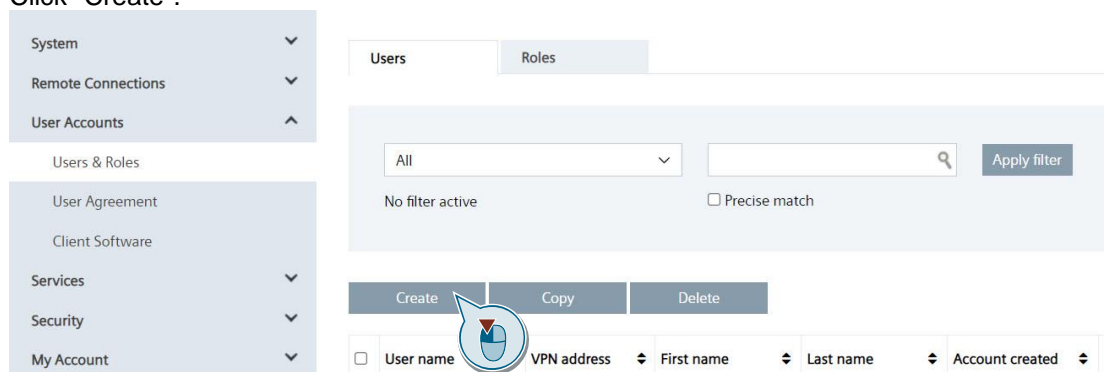 Click "Create".
System
Remote Connections
User Accounts
Users & Roles
User Agreement
Client Software
Services
Security
My Account
Users Roles
All Apply filter
No filter active Precise match
Create Copy Delete
User name VPN address First name Last name Account created